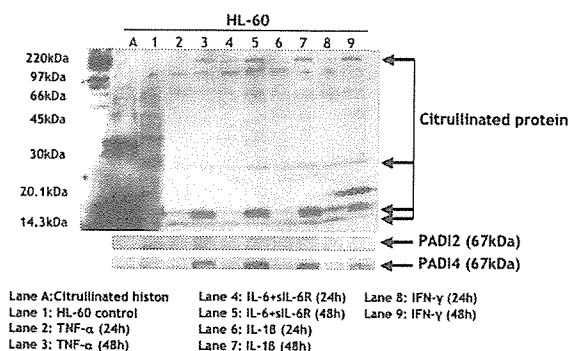 HL-60
A 1 2 3 4 5 6 7 8 9
220kDa
97kDa
66kDa
45kDa
30kDa
20.1kDa
14.3kDa
Citrullinated protein
PADI2 (67kDa)
PADI4 (67kDa)
Lane A:Citrullinated histon
Lane 1: HL-60 control
Lane 2: TNF-α (24h)
Lane 3: TNF-α (48h)
Lane 4: IL-6+sIL-6R (24h)
Lane 5: IL-6+sIL-6R (48h)
Lane 6: IL-1β (24h)
Lane 7: IL-1β (48h)
Lane 8: IFN-γ (24h)
Lane 9: IFN-γ (48h)